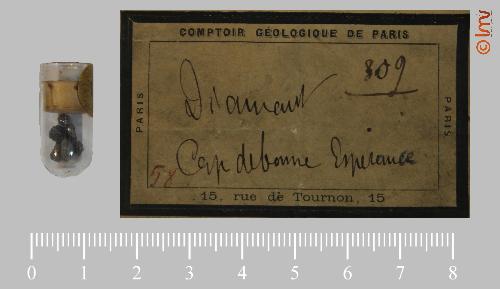 © lmv
COMPTOIR GÉOLOGIQUE DE PARIS
809
Diamant
PARIS
PARIS
Cap de bonne Espérance
58
15, rue de Tournon, 15
0 1 2 3 4 5 6 7 8